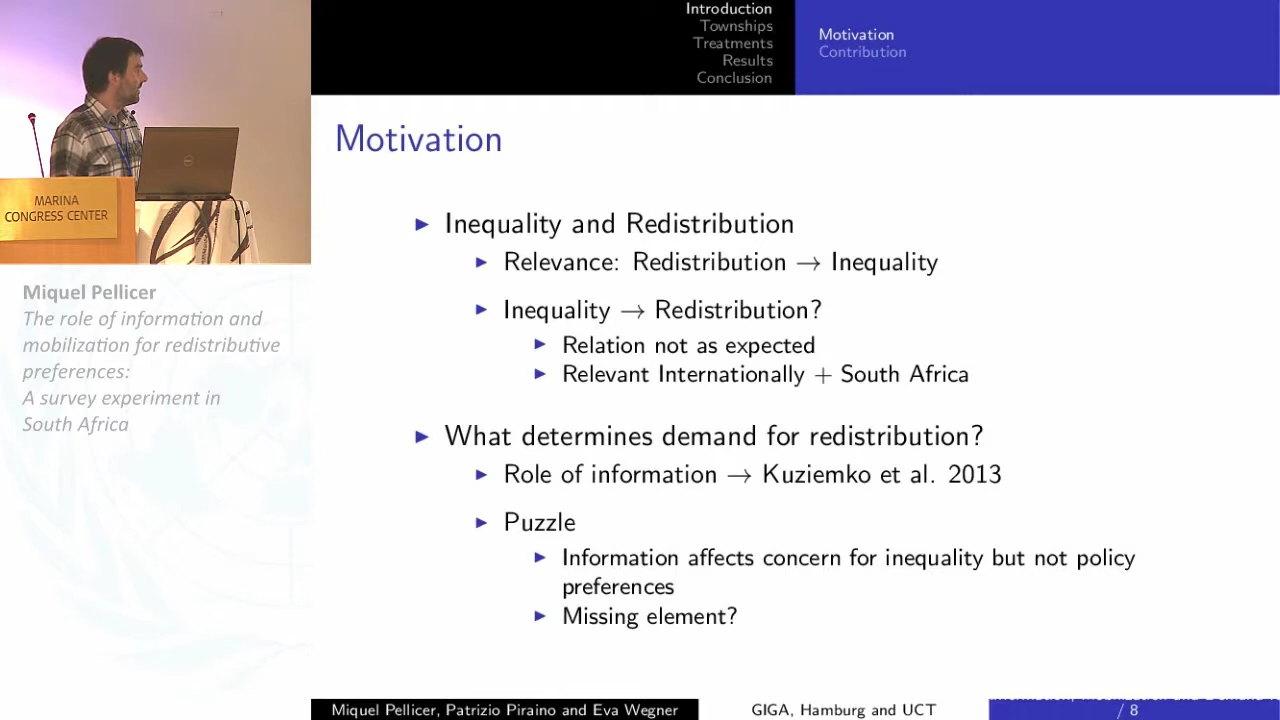 Introduction
Townships
Treatments
Results
Conclusion
Motivation
Contribution
Motivation
MARINA
CONGRESS CENTER
Miquel Pellicer
The role of information and
mobilization for redistributive
preferences:
A survey experiment in
South Africa
Inequality and Redistribution
Relevance: Redistribution → Inequality
Inequality → Redistribution?
Relation not as expected
Relevant Internationally + South Africa
What determines demand for redistribution?
Role of information → Kuziemko et al. 2013
Puzzle
Information affects concern for inequality but not policy
preferences
Missing element?
Miquel Pellicer, Patrizio Piraino and Eva Wegner
GIGA, Hamburg and UCT
/ 8